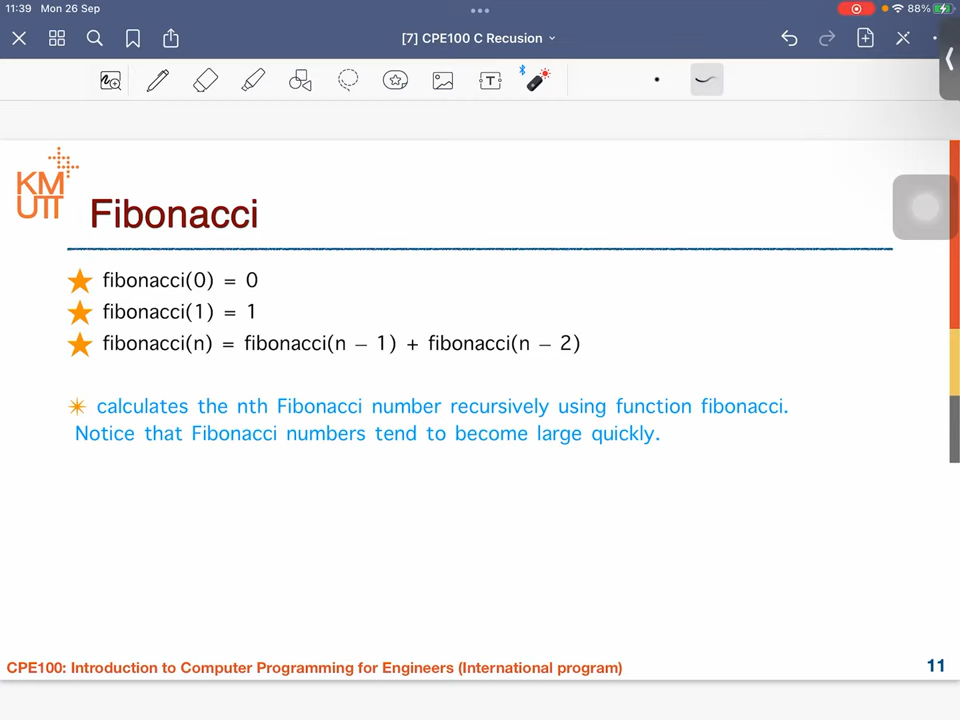 11:39 Mon 26 Sep
88%
[7] CPE100 C Recusion
T
KM
UTT
Fibonacci
fibonacci(0) = 0
fibonacci(1) = 1
fibonacci(n) = fibonacci(n – 1) + fibonacci(n – 2)
calculates the nth Fibonacci number recursively using function fibonacci.
Notice that Fibonacci numbers tend to become large quickly.
CPE100: Introduction to Computer Programming for Engineers (International program)
11